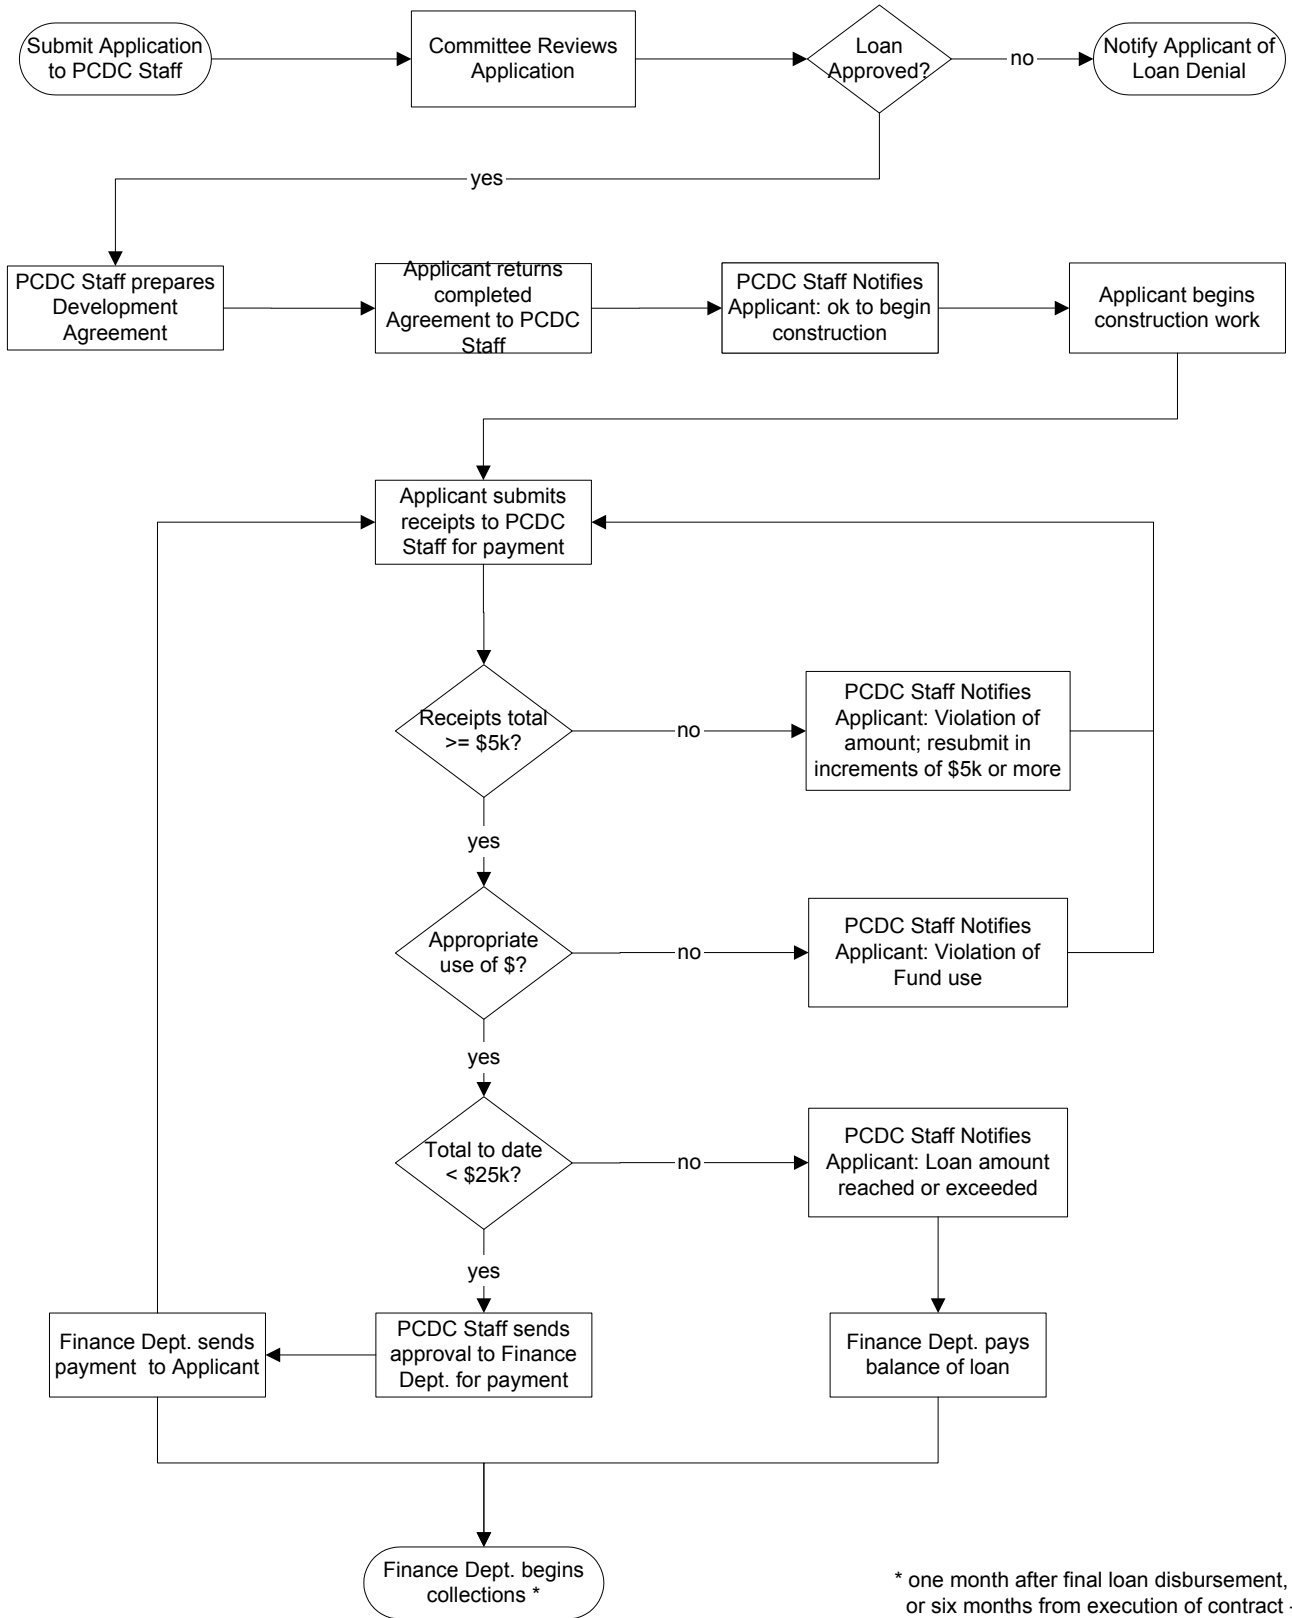 Submit Application
to PCDC Staff
Committee Reviews
Application
Loan
Approved?
no
Notify Applicant of
Loan Denial
yes
PCDC Staff prepares
Development
Agreement
Applicant returns
completed
Agreement to PCDC
Staff
PCDC Staff Notifies
Applicant: ok to begin
construction
Applicant begins
construction work
Applicant submits
receipts to PCDC
Staff for payment
Receipts total
>= $5k?
no
PCDC Staff Notifies
Applicant: Violation of
amount; resubmit in
increments of $5k or more
yes
Appropriate
use of $?
no
PCDC Staff Notifies
Applicant: Violation of
Fund use
yes
Total to date
< $25k?
no
PCDC Staff Notifies
Applicant: Loan amount
reached or exceeded
yes
Finance Dept. sends
payment to Applicant
PCDC Staff sends
approval to Finance
Dept. for payment
Finance Dept. pays
balance of loan
Finance Dept. begins
collections *
* one month after final loan disbursement,
or six months from execution of contract -